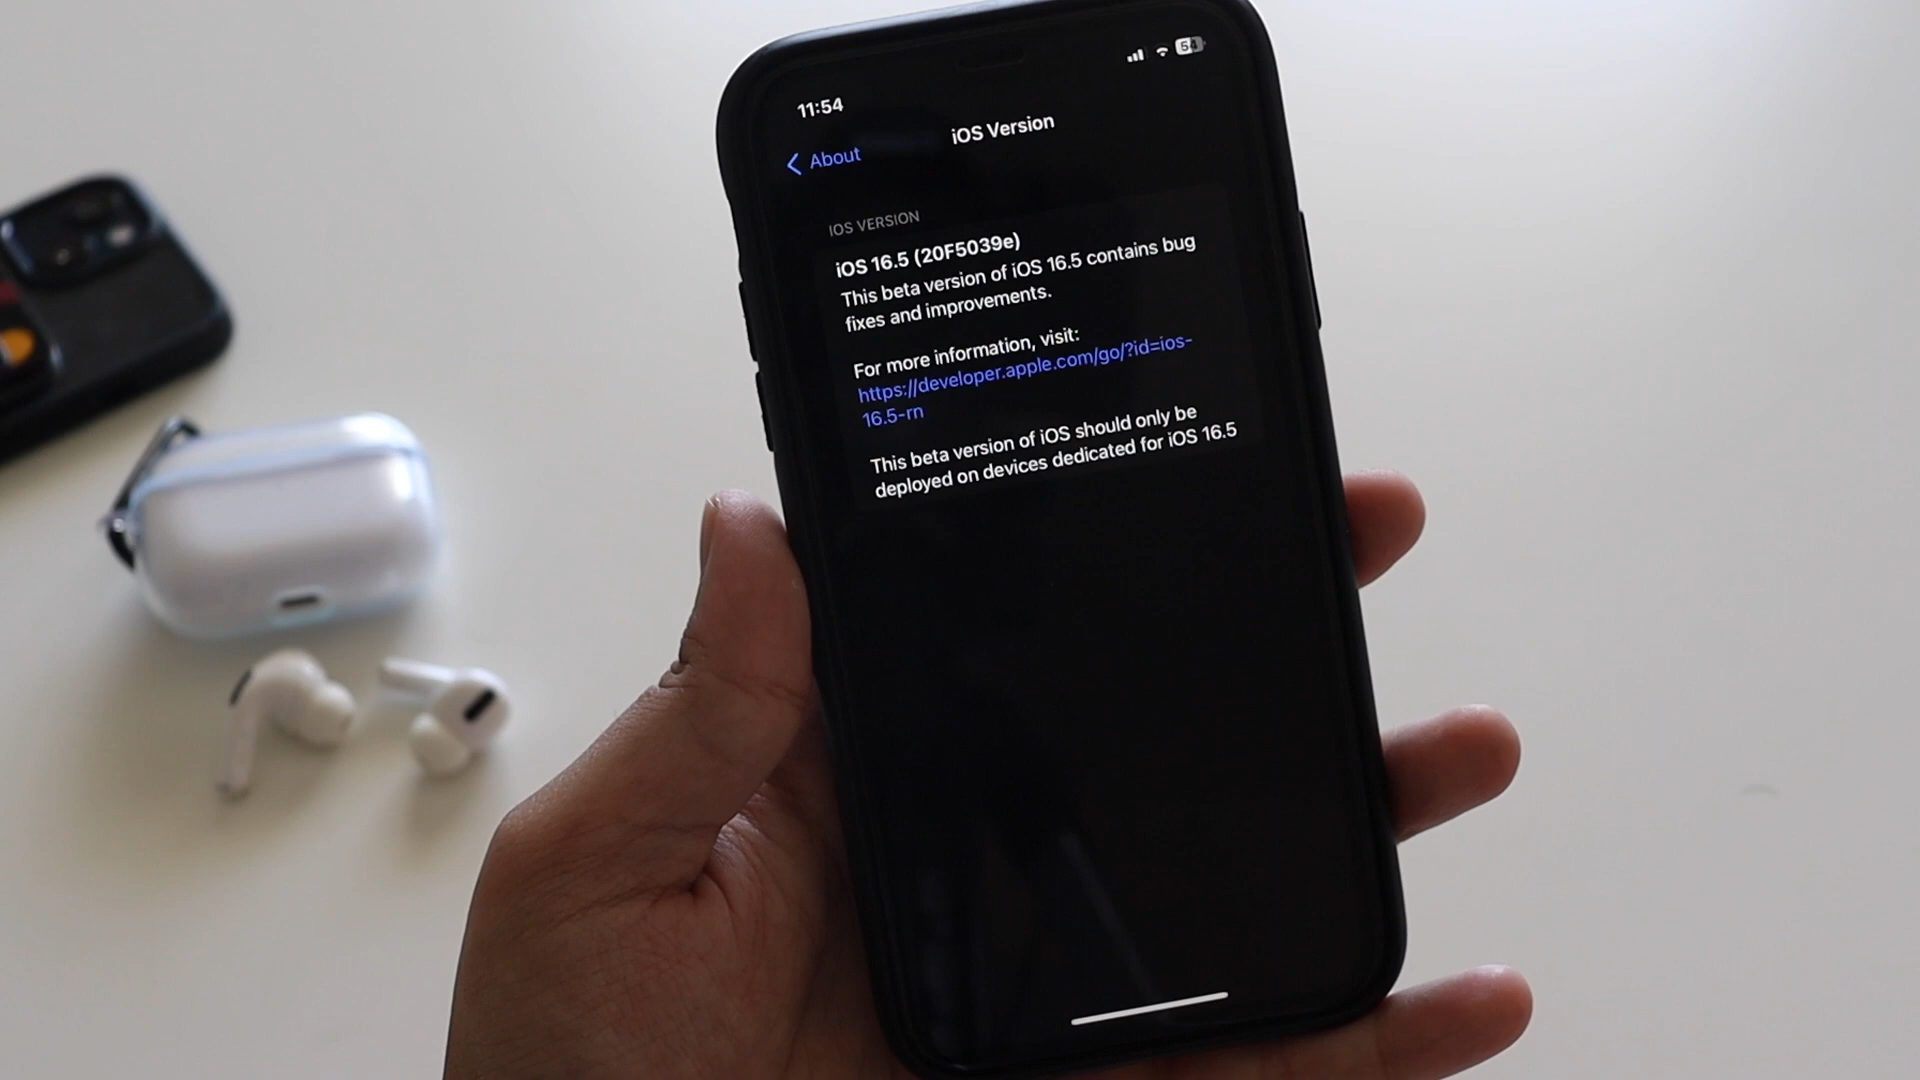 11:54
54
iOS Version
About
IOS VERSION
iOS 16.5 (20F5039e)
This beta version of iOS 16.5 contains bug
fixes and improvements.
For more information, visit:
https://developer.apple.com/go/?id=ios-
16.5-rn
This beta version of iOS should only be
deployed on devices dedicated for iOS 16.5